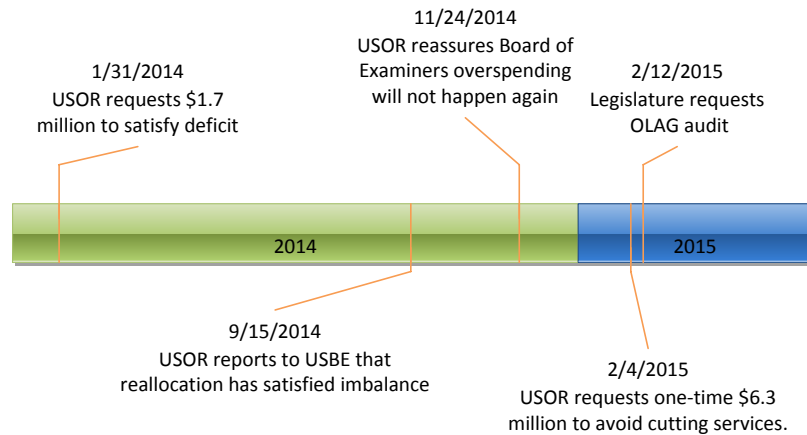 1/31/2014
USOR requests $1.7
million to satisfy deficit
11/24/2014
USOR reassures Board of
Examiners overspending
will not happen again
2/12/2015
Legislature requests
OLAG audit
2014
2015
9/15/2014
USOR reports to USBE that
reallocation has satisfied imbalance
2/4/2015
USOR requests one-time $6.3
million to avoid cutting services.